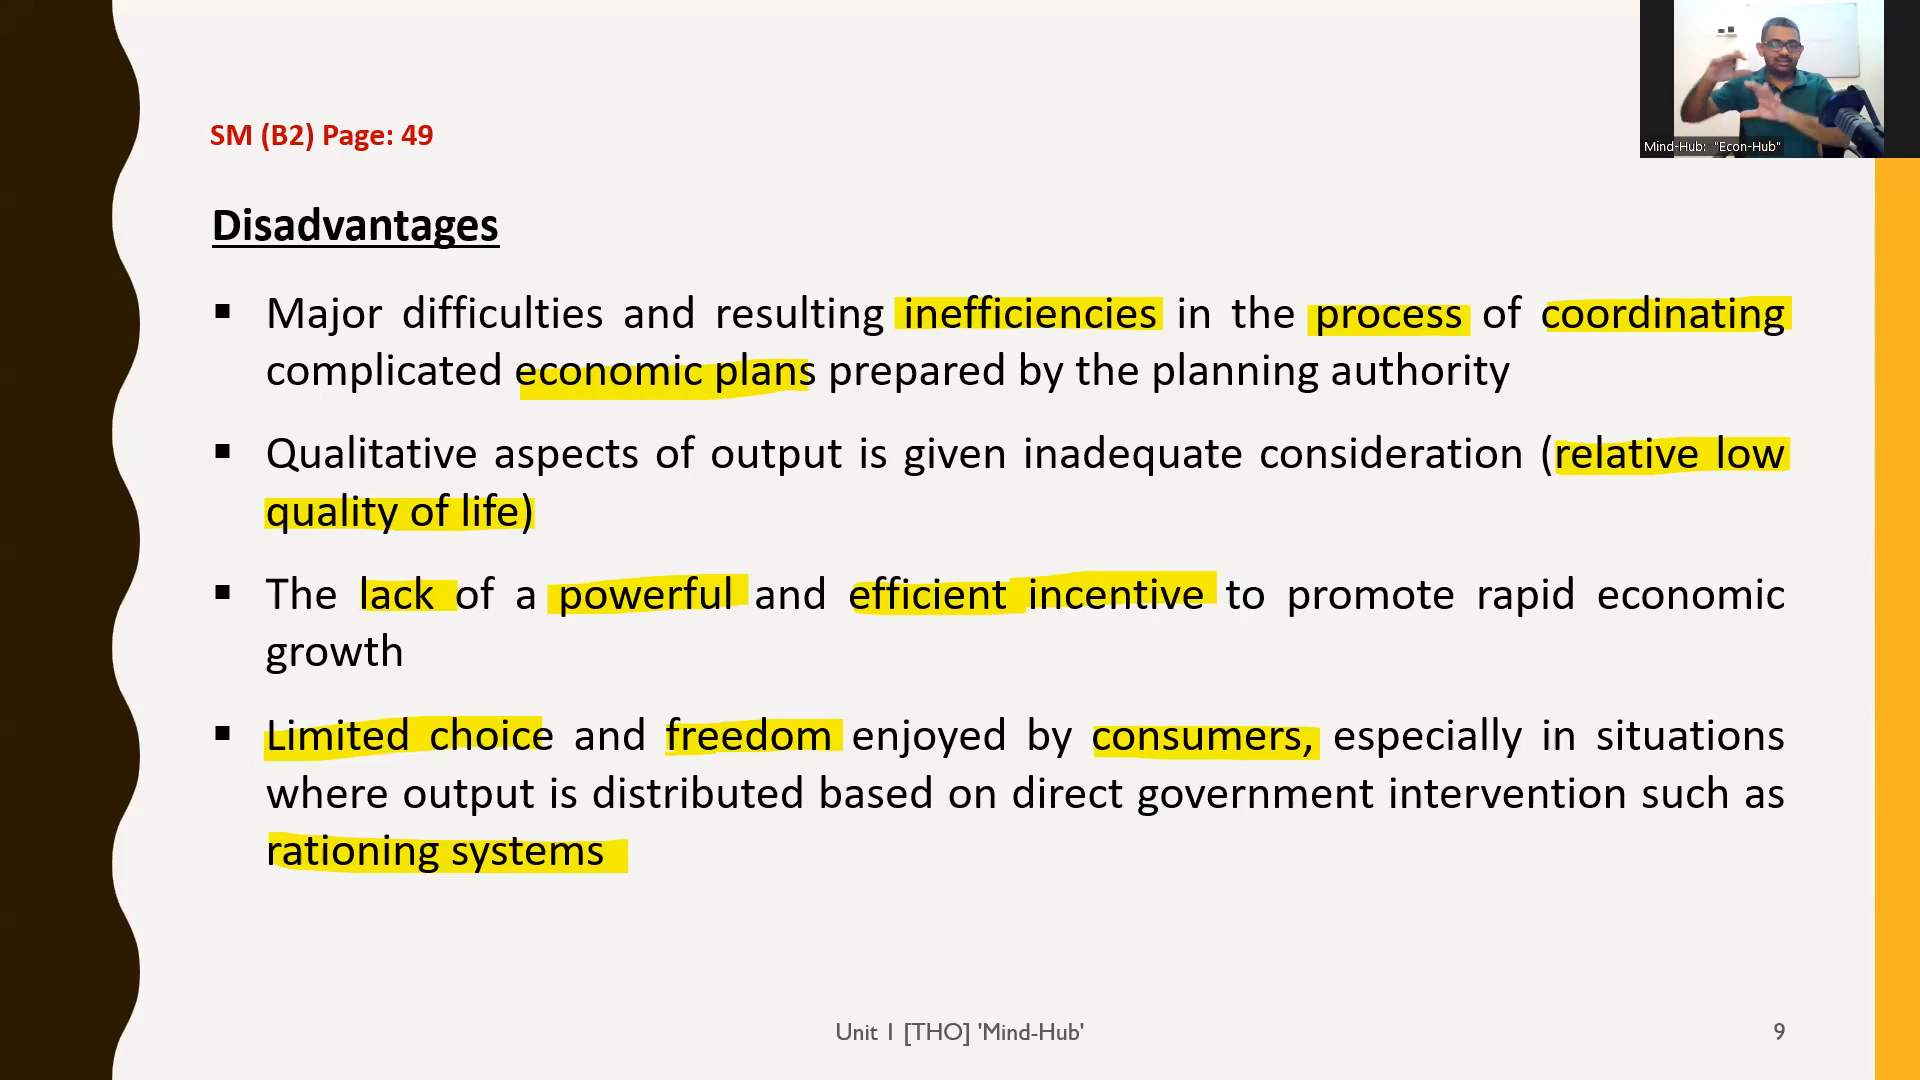 Mind-Hub: "Econ-Hub"
SM (B2) Page: 49
Disadvantages
▪ Major difficulties and resulting inefficiencies in the process of coordinating
complicated economic plans prepared by the planning authority
▪ Qualitative aspects of output is given inadequate consideration (relative low
quality of life)
▪ The lack of a powerful and efficient incentive to promote rapid economic
growth
▪ Limited choice and freedom enjoyed by consumers, especially in situations
where output is distributed based on direct government intervention such as
rationing systems
Unit 1 [THO] 'Mind-Hub'
9